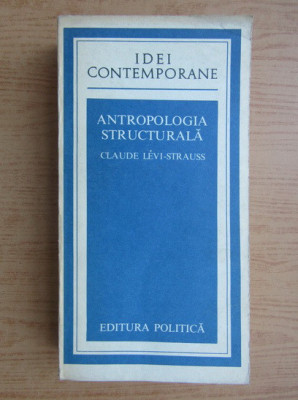 IDEI
CONTEMPORANE
ANTROPOLOGIA
STRUCTURALĂ
CLAUDE LÉVI-STRAUSS
EDITURA POLITICĂ